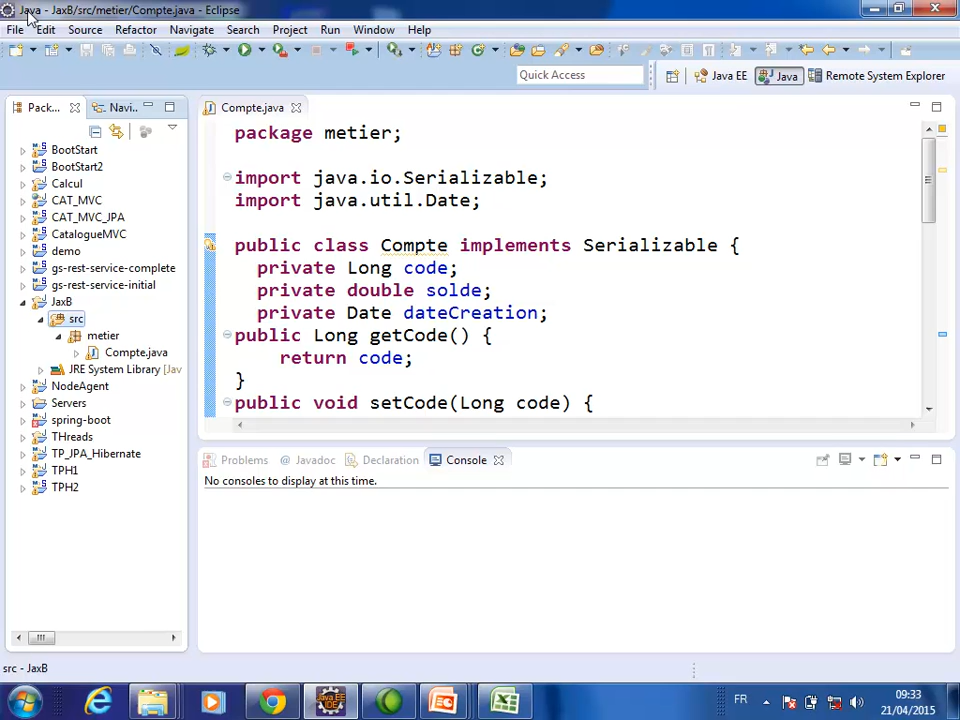 Java - JaxB/src/metier/Compte.java - Eclipse
File Edit Source Refactor Navigate Search Project Run Window Help
Quick Access
Java EE
Java
Remote System Explorer
Pack...
Navi...
Compte.java
BootStart
BootStart2
Calcul
CAT_MVC
CAT_MVC_JPA
CatalogueMVC
demo
gs-rest-service-complete
gs-rest-service-initial
JaxB
src
metier
Compte.java
JRE System Library [Jav
NodeAgent
Servers
spring-boot
THreads
TP_JPA_Hibernate
TPH1
TPH2
package metier;
import java.io.Serializable;
import java.util.Date;
public class Compte implements Serializable {
private Long code;
private double solde;
private Date dateCreation;
public Long getCode() {
return code;
}
public void setCode(Long code) {
Problems
Javadoc
Declaration
Console
No consoles to display at this time.
src - JaxB
Java EE
IDE
FR
09:33
21/04/2015